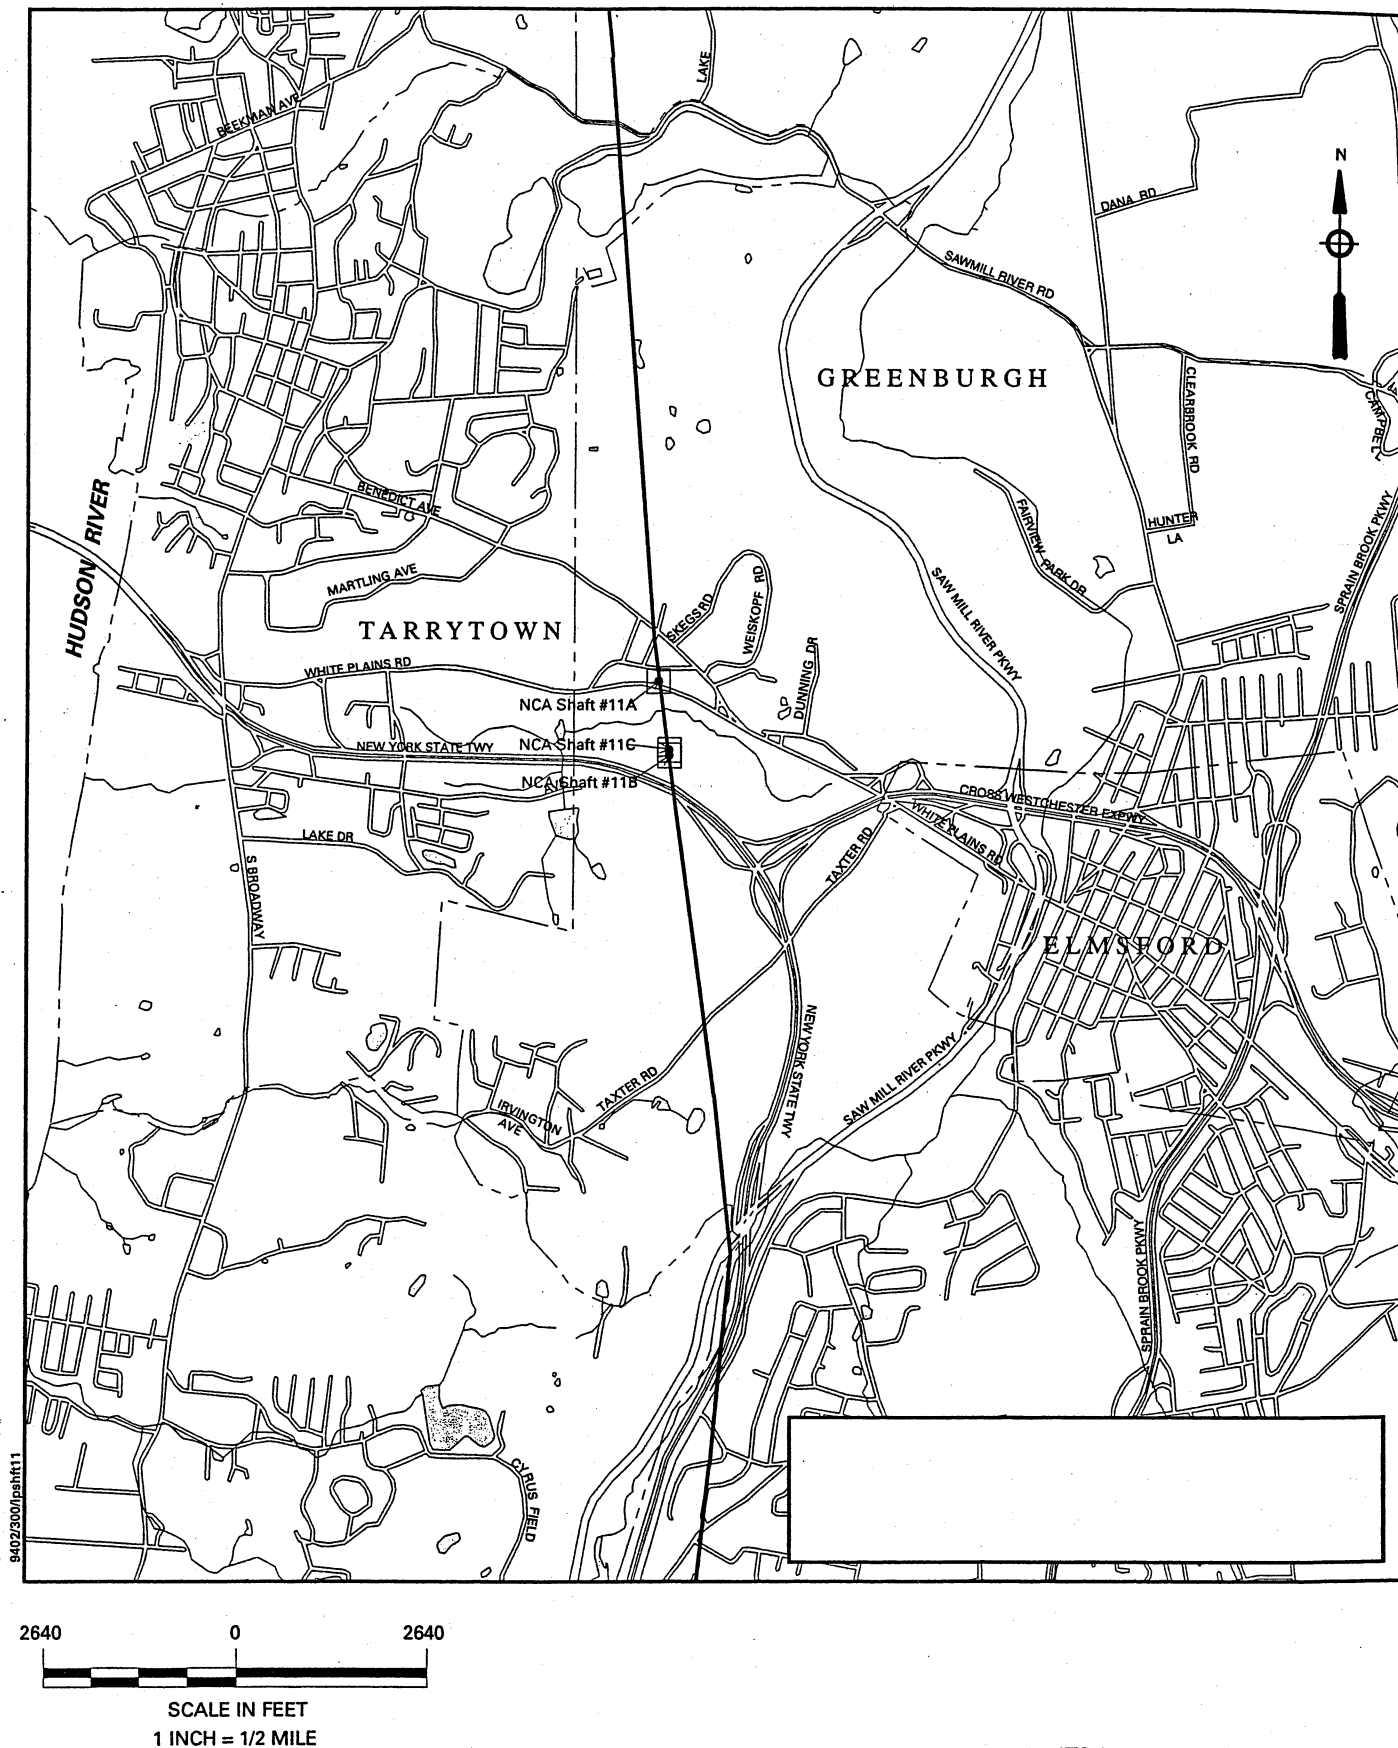 LAKE
BEEKMAN AVE
N
DANA RD
SAWMILL RIVER RD
GREENBURGH
CLEARBROOK RD
HUDSON RIVER
BENEDICT AVE
FAIRVIEW PARK DR
HUNTER
LA
SPRAIN BROOK PKWY
MARTLING AVE
SKEGS RD
WEISKOPF RD
SAW MILL RIVER PKWY
TARRYTOWN
WHITE PLAINS RD
DUNNING DR
NCA Shaft #11A
NEW YORK STATE TWY
NCA Shaft #11C
NCA Shaft #11B
CROSS WESTCHESTER EXPWY
WHITE PLAINS RD
LAKE DR
TAXTER RD
S BROADWAY
ELMSFORD
NEW YORK STATE TWY
SAW MILL RIVER PKWY
TAXTER RD
IRVINGTON
AVE
SPRAIN BROOK PKWY
CYRUS FIELD
9402/300/lpshft11
2640 0 2640
SCALE IN FEET
1 INCH = 1/2 MILE